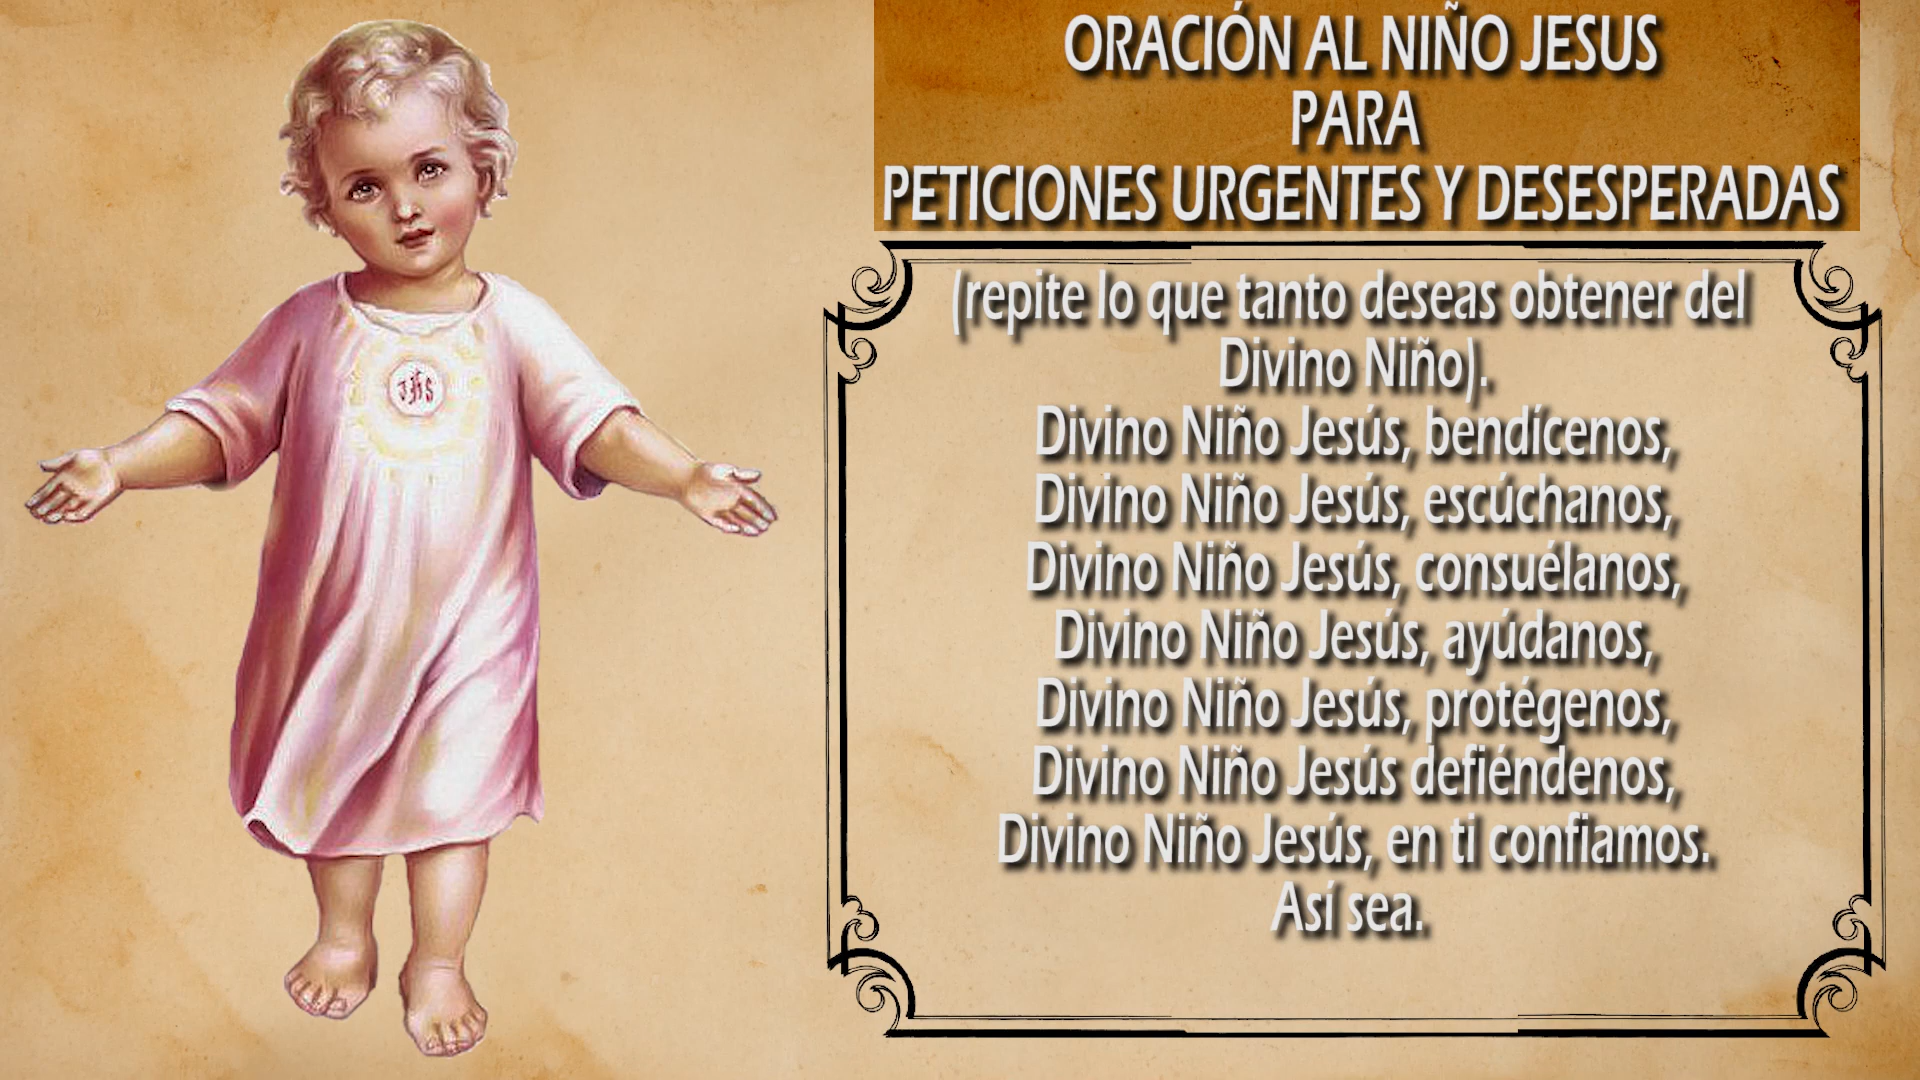 ORACIÓN AL NIÑO JESUS
PARA
PETICIONES URGENTES Y DESESPERADAS
(repite lo que tanto deseas obtener del
Divino Niño).
Divino Niño Jesús, bendícenos,
Divino Niño Jesús, escúchanos,
Divino Niño Jesús, consuélanos,
Divino Niño Jesús, ayúdanos,
Divino Niño Jesús, protégenos,
Divino Niño Jesús defiéndenos,
Divino Niño Jesús, en ti confiamos.
Así sea.
JHS